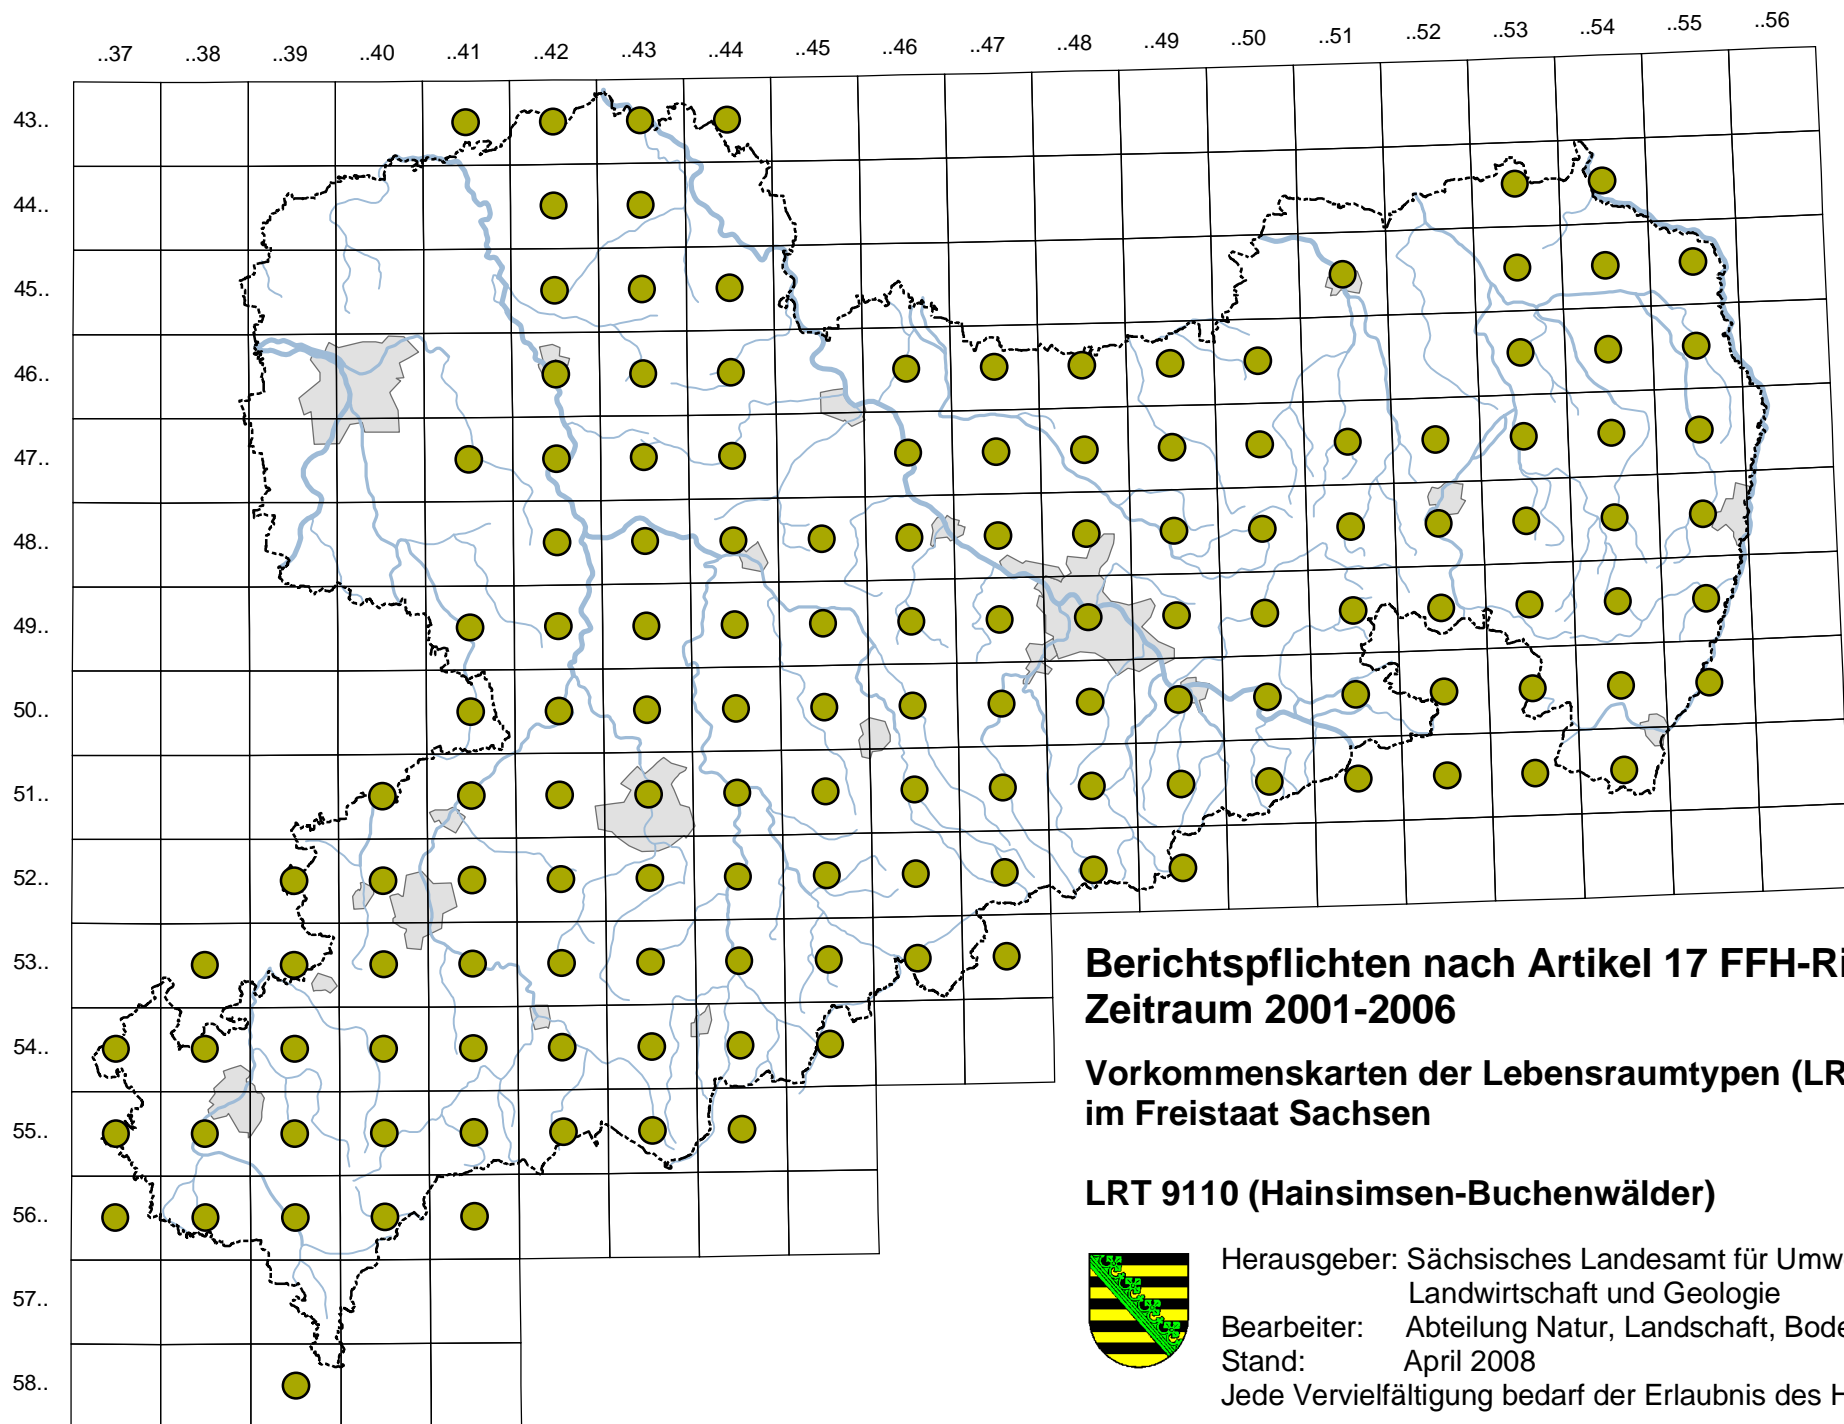 ..37 ..38 ..39 ..40 ..41 ..42 ..43 ..44 ..45 ..46 ..47 ..48 ..49 ..50 ..51 ..52 ..53 ..54 ..55 ..56
43..
44..
45..
46..
47..
48..
49..
50..
51..
52..
53..
54..
55..
56..
57..
58..
Berichtspflichten nach Artikel 17 FFH-Ri
Zeitraum 2001-2006
Vorkommenskarten der Lebensraumtypen (LR
im Freistaat Sachsen
LRT 9110 (Hainsimsen-Buchenwälder)
Herausgeber: Sächsisches Landesamt für Umw
Landwirtschaft und Geologie
Bearbeiter: Abteilung Natur, Landschaft, Bode
Stand: April 2008
Jede Vervielfältigung bedarf der Erlaubnis des H